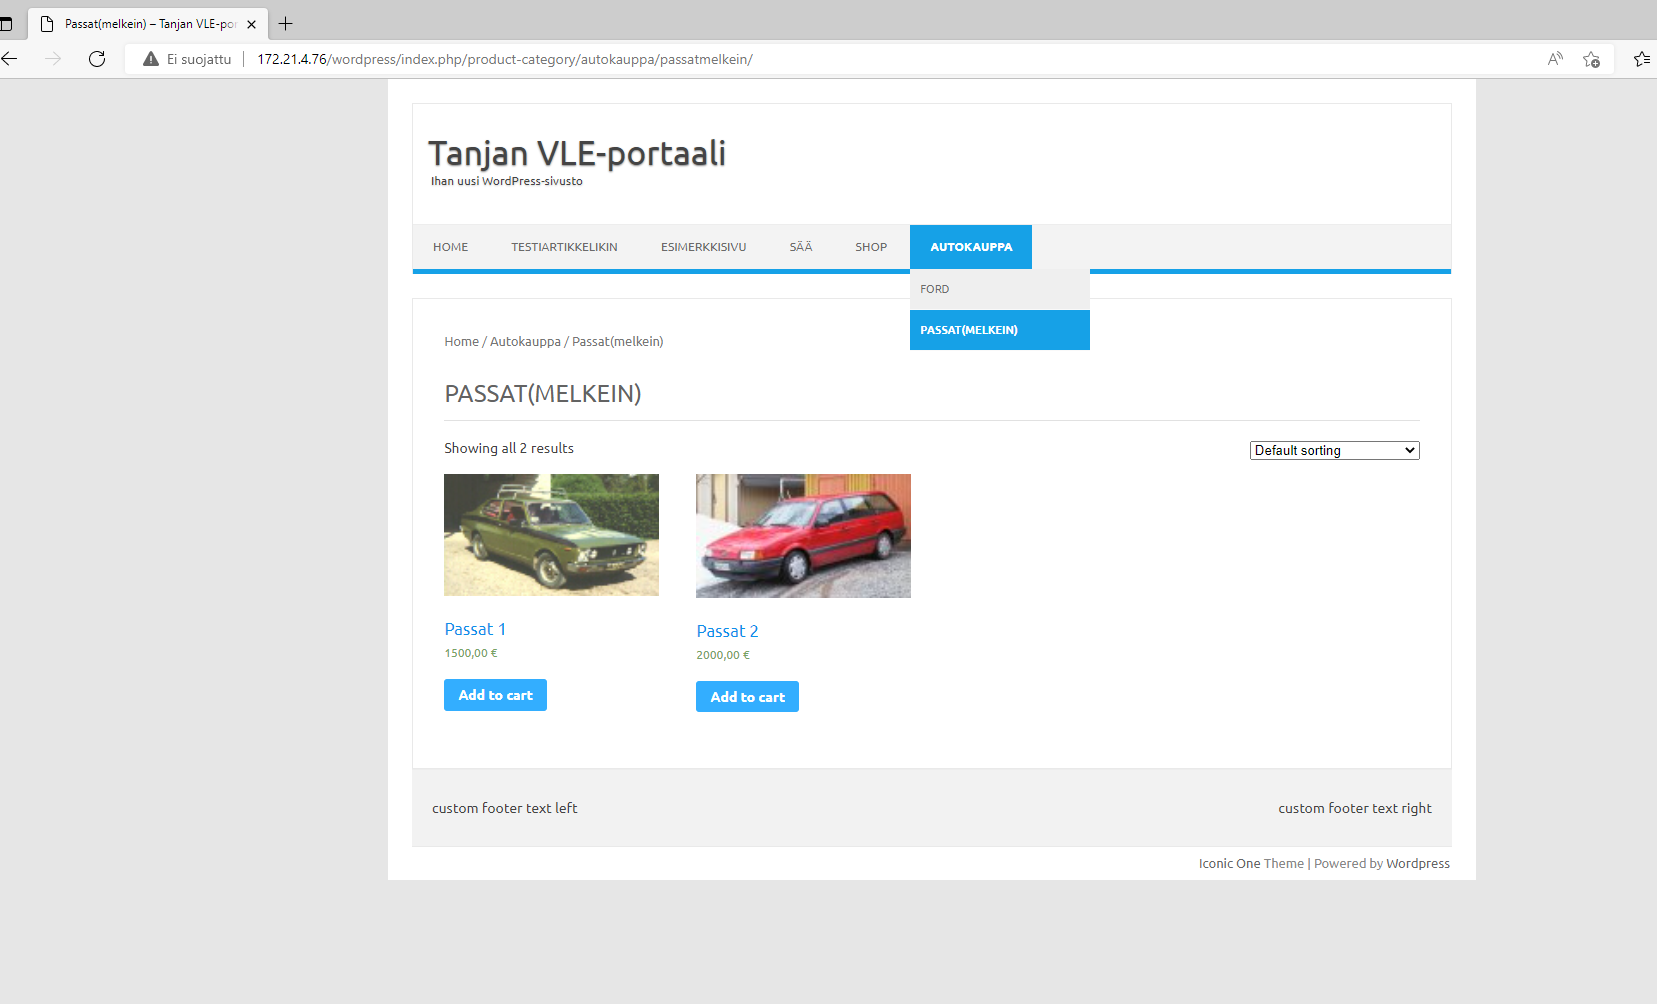 Passat(melkein) – Tanjan VLE-por
Ei suojattu
172.21.4.76/wordpress/index.php/product-category/autokauppa/passatmelkein/
Tanjan VLE-portaali
Ihan uusi WordPress-sivusto
HOME TESTIARTIKKELIKIN ESIMERKKISIVU SÄÄ SHOP AUTOKAUPPA
FORD
PASSAT(MELKEIN)
Home / Autokauppa / Passat(melkein)
PASSAT(MELKEIN)
Showing all 2 results
Default sorting
Passat 1
1500,00 €
Add to cart
Passat 2
2000,00 €
Add to cart
custom footer text left
custom footer text right
Iconic One Theme | Powered by Wordpress